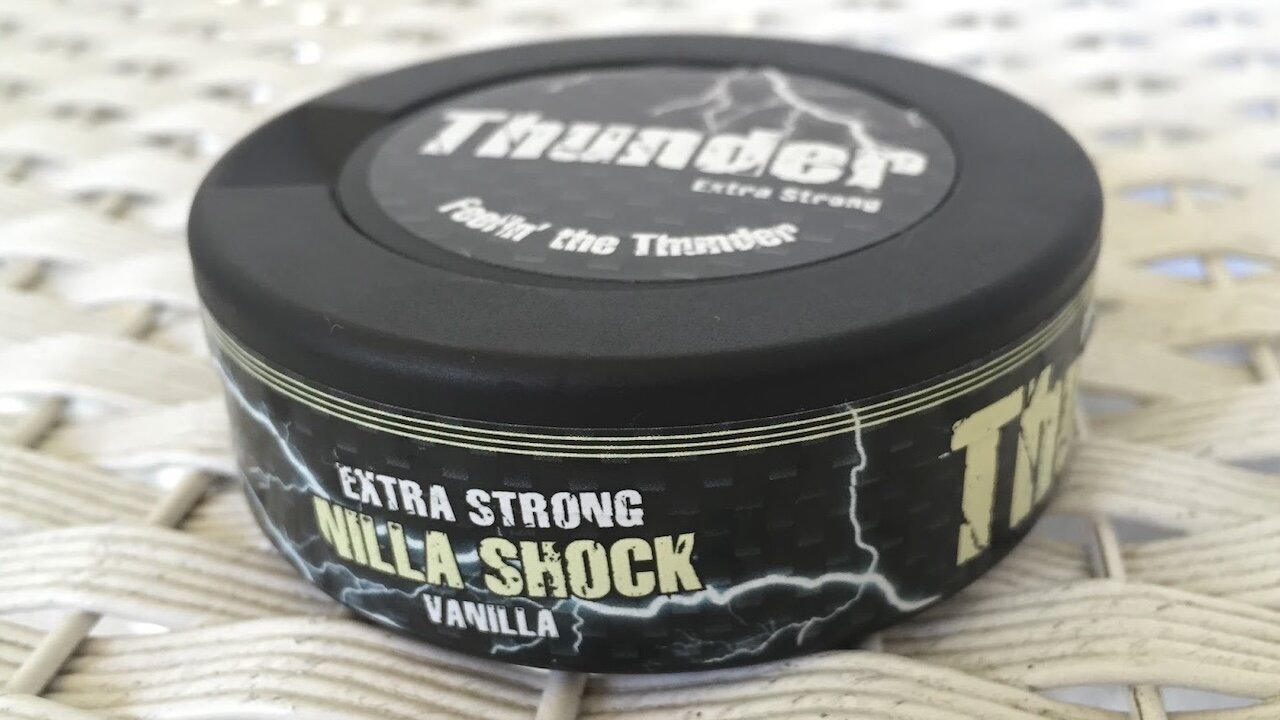 Thunder
Extra Strong
Feelin' the Thunder
EXTRA STRONG
NILLA SHOCK
VANILLA